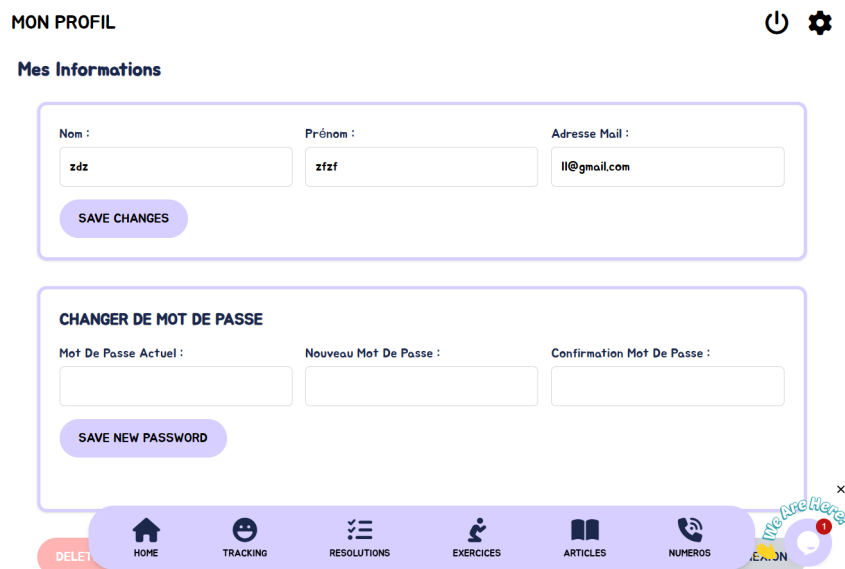 MON PROFIL
Mes Informations
Nom :
Prénom :
Adresse Mail :
zdz
zfzf
ll@gmail.com
SAVE CHANGES
CHANGER DE MOT DE PASSE
Mot De Passe Actuel :
Nouveau Mot De Passe :
Confirmation Mot De Passe :
SAVE NEW PASSWORD
We Are Here!
1
HOME
TRACKING
RESOLUTIONS
EXERCICES
ARTICLES
NUMEROS